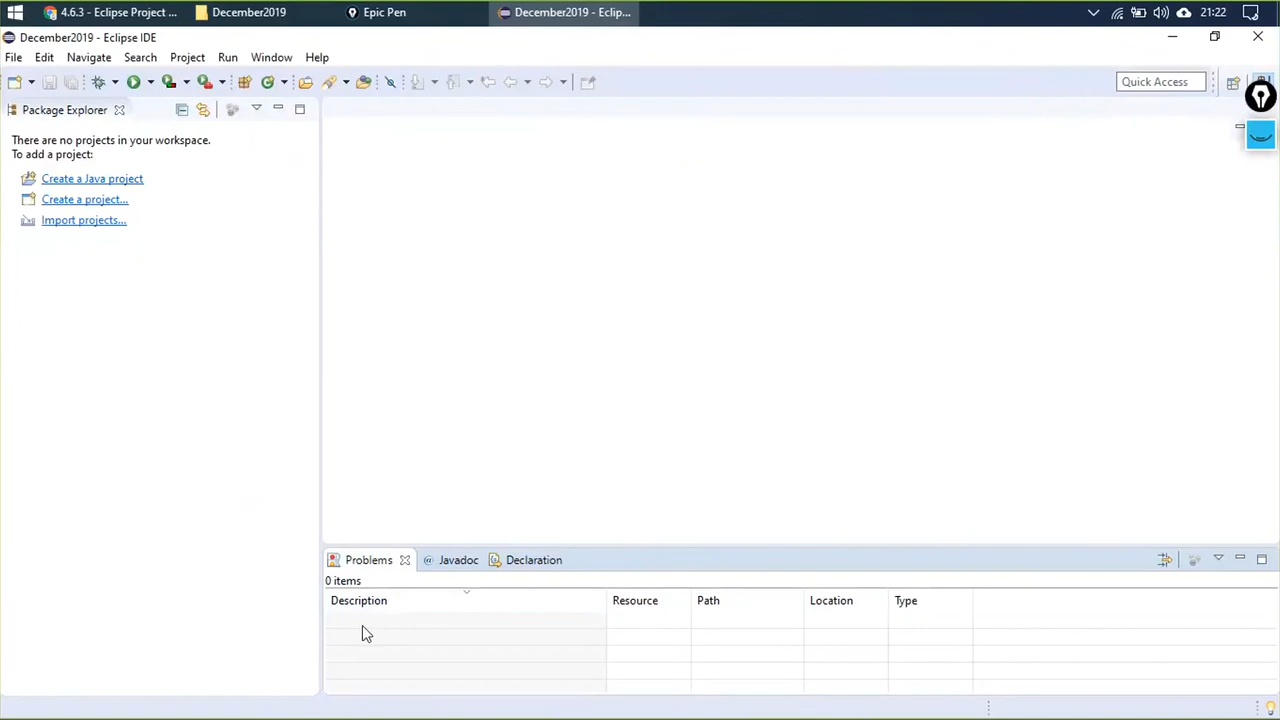 4.6.3 - Eclipse Project ...
December2019
Epic Pen
December2019 - Eclip...
21:22
December2019 - Eclipse IDE
File Edit Navigate Search Project Run Window Help
Quick Access
Package Explorer
There are no projects in your workspace.
To add a project:
Create a Java project
Create a project...
Import projects...
Problems
@ Javadoc
Declaration
0 items
Description Resource Path Location Type